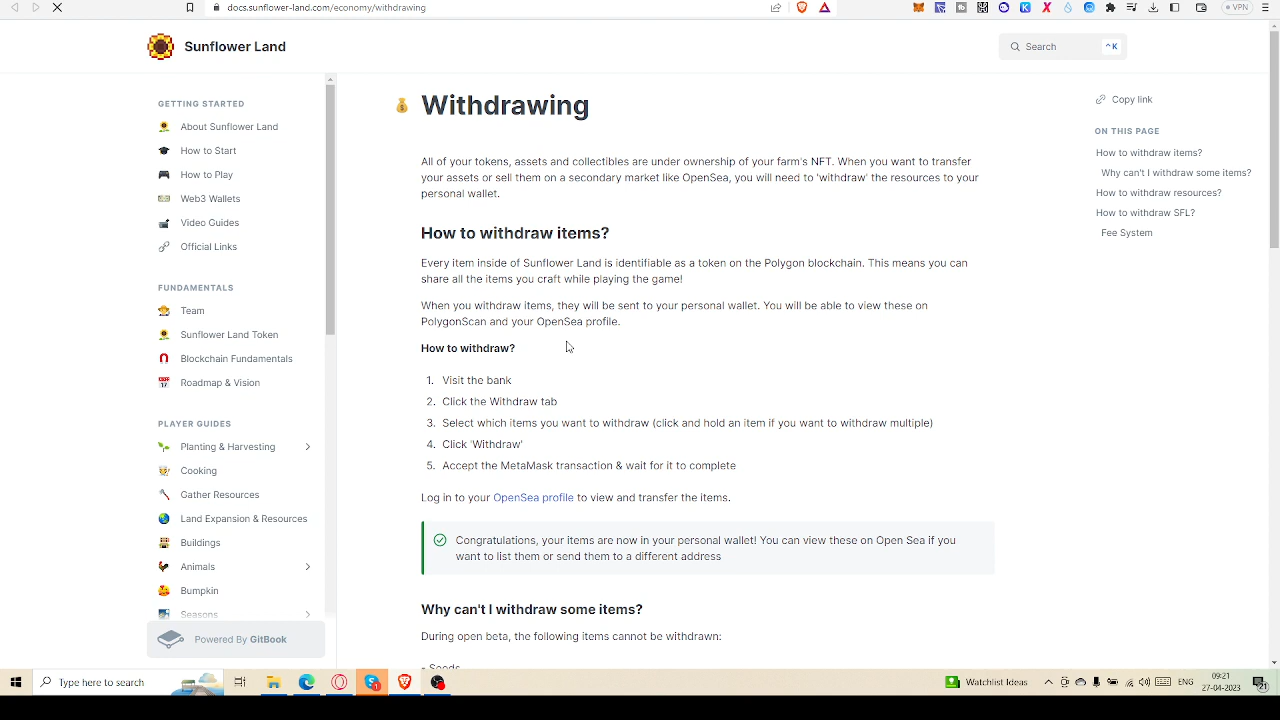 docs.sunflower-land.com/economy/withdrawing
VPN
Sunflower Land
Search
^K
GETTING STARTED
About Sunflower Land
How to Start
How to Play
Web3 Wallets
Video Guides
Official Links
FUNDAMENTALS
Team
Sunflower Land Token
Blockchain Fundamentals
Roadmap & Vision
PLAYER GUIDES
Planting & Harvesting
Cooking
Gather Resources
Land Expansion & Resources
Buildings
Animals
Bumpkin
Seasons
Powered By GitBook
Withdrawing
All of your tokens, assets and collectibles are under ownership of your farm's NFT. When you want to transfer
your assets or sell them on a secondary market like OpenSea, you will need to 'withdraw' the resources to your
personal wallet.
How to withdraw items?
Every item inside of Sunflower Land is identifiable as a token on the Polygon blockchain. This means you can
share all the items you craft while playing the game!
When you withdraw items, they will be sent to your personal wallet. You will be able to view these on
PolygonScan and your OpenSea profile.
How to withdraw?
1. Visit the bank
2. Click the Withdraw tab
3. Select which items you want to withdraw (click and hold an item if you want to withdraw multiple)
4. Click 'Withdraw'
5. Accept the MetaMask transaction & wait for it to complete
Log in to your OpenSea profile to view and transfer the items.
Congratulations, your items are now in your personal wallet! You can view these on Open Sea if you
want to list them or send them to a different address
Why can't I withdraw some items?
During open beta, the following items cannot be withdrawn:
- Seeds
Copy link
ON THIS PAGE
How to withdraw items?
Why can't I withdraw some items?
How to withdraw resources?
How to withdraw SFL?
Fee System
Type here to search
Watchlist Ideas
ENG
09:21
27-04-2023
21